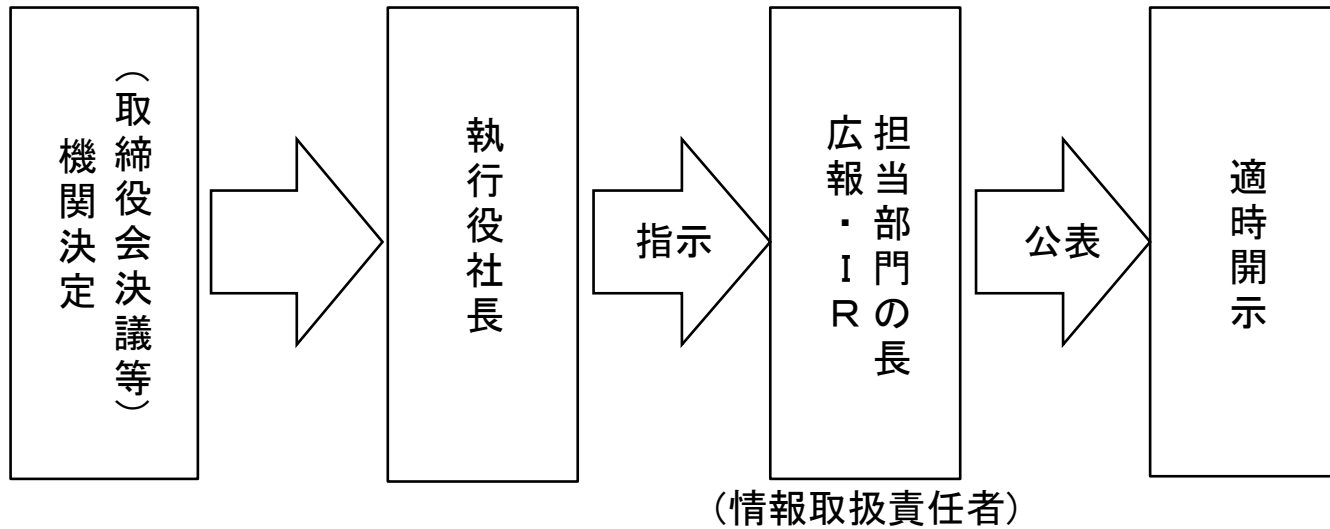 機関決定
（取締役会決議等）
執行役社長
指示
広報・ＩＲ
担当部門の長
（情報取扱責任者）
公表
適時開示